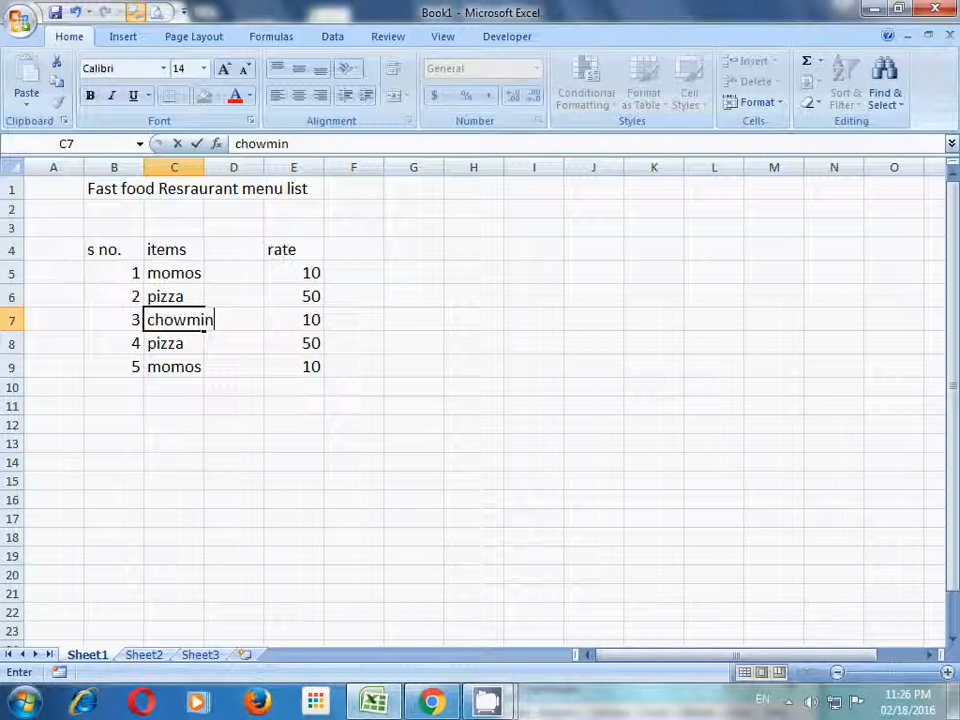 Book1 - Microsoft Excel
Home Insert Page Layout Formulas Data Review View Developer
Calibri 14 General Insert Σ
Delete
Paste B I U A $ % , Conditional Formatting Format as Table Cell Styles Format Sort & Filter Find & Select
Clipboard Font Alignment Number Styles Cells Editing
C7 fx chowmin
A B C D E F G H I J K L M N O
1 Fast food Resraurant menu list
2
3
4 s no. items rate
5 1 momos 10
6 2 pizza 50
7 3 chowmin 10
8 4 pizza 50
9 5 momos 10
10
11
12
13
14
15
16
17
18
19
20
21
22
23
Sheet1 Sheet2 Sheet3
Enter
EN 11:26 PM
02/18/2016